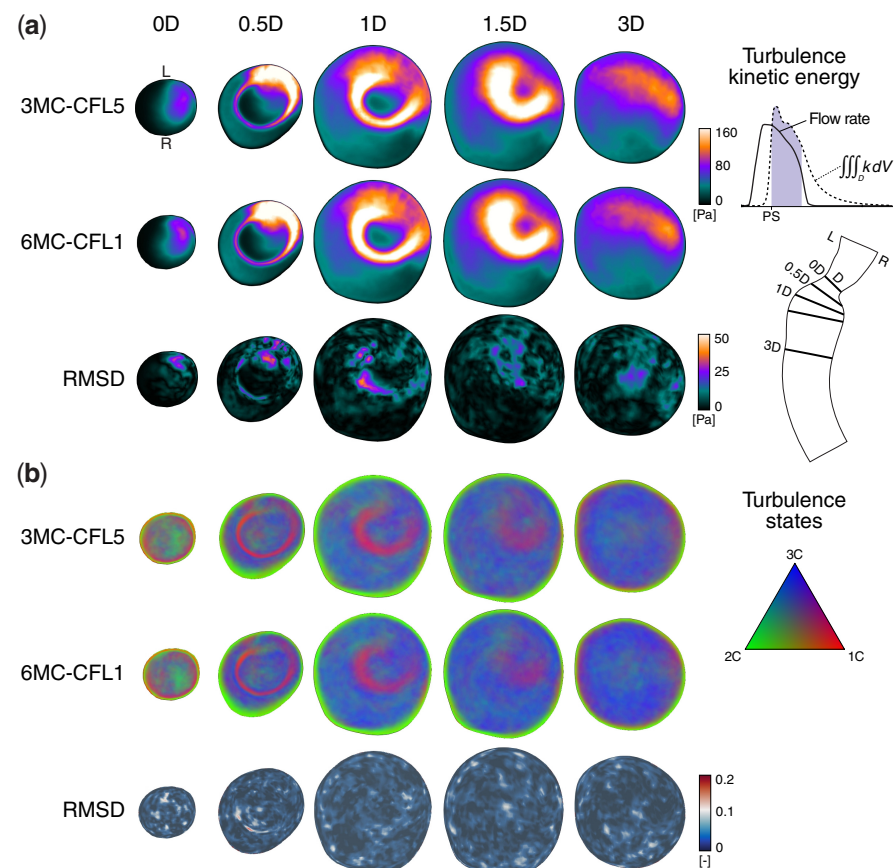 (a)
0D 0.5D 1D 1.5D 3D
3MC-CFL5
L
R
6MC-CFL1
RMSD
160
80
0
[Pa]
50
25
0
[Pa]
Turbulence
kinetic energy
Flow rate
∫∫∫_D k dV
PS
L
R
0D
D
0.5D
1D
3D
(b)
3MC-CFL5
6MC-CFL1
RMSD
Turbulence
states
3C
2C
1C
0.2
0.1
0
[-]